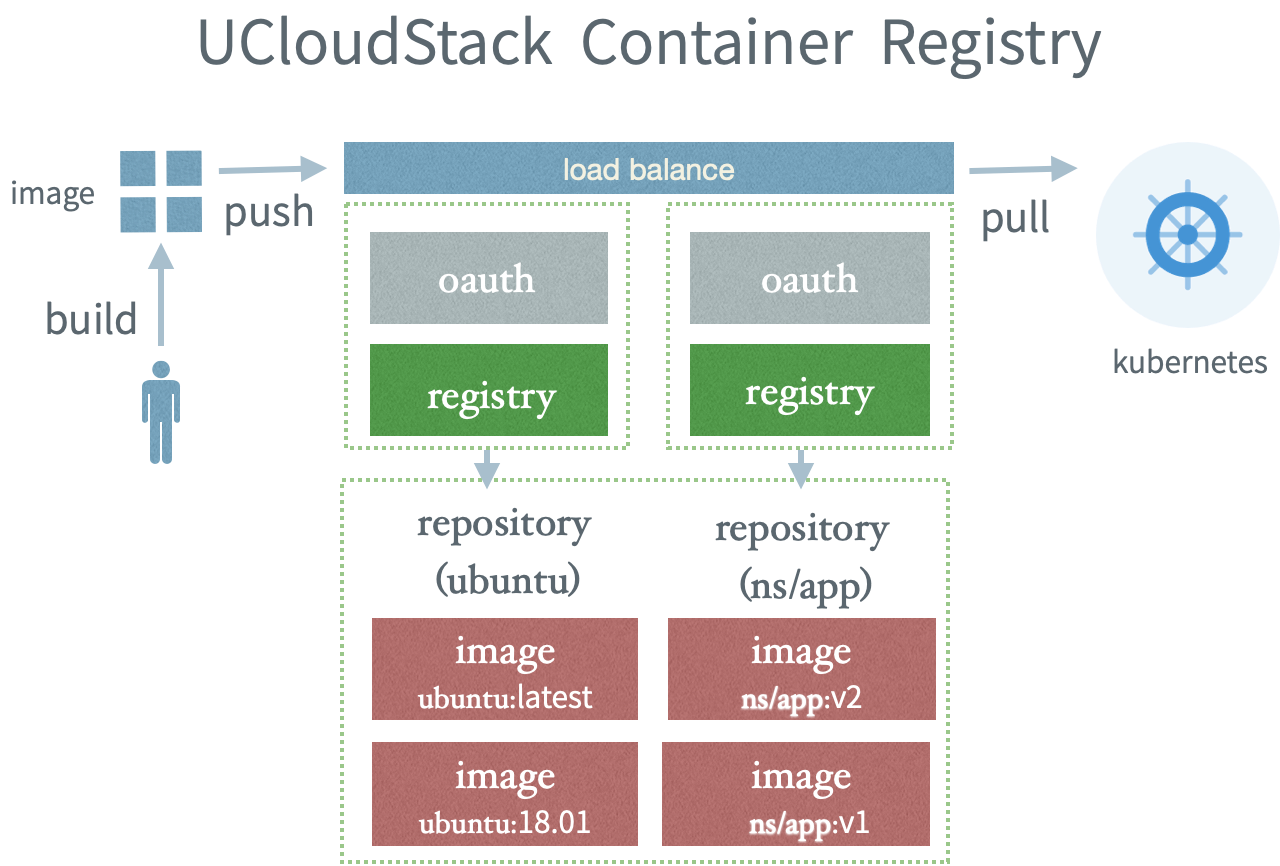 UCloudStack Container Registry
image
push
load balance
pull
build
kubernetes
oauth
registry
oauth
registry
repository
(ubuntu)
image
ubuntu:latest
image
ubuntu:18.01
repository
(ns/app)
image
ns/app:v2
image
ns/app:v1